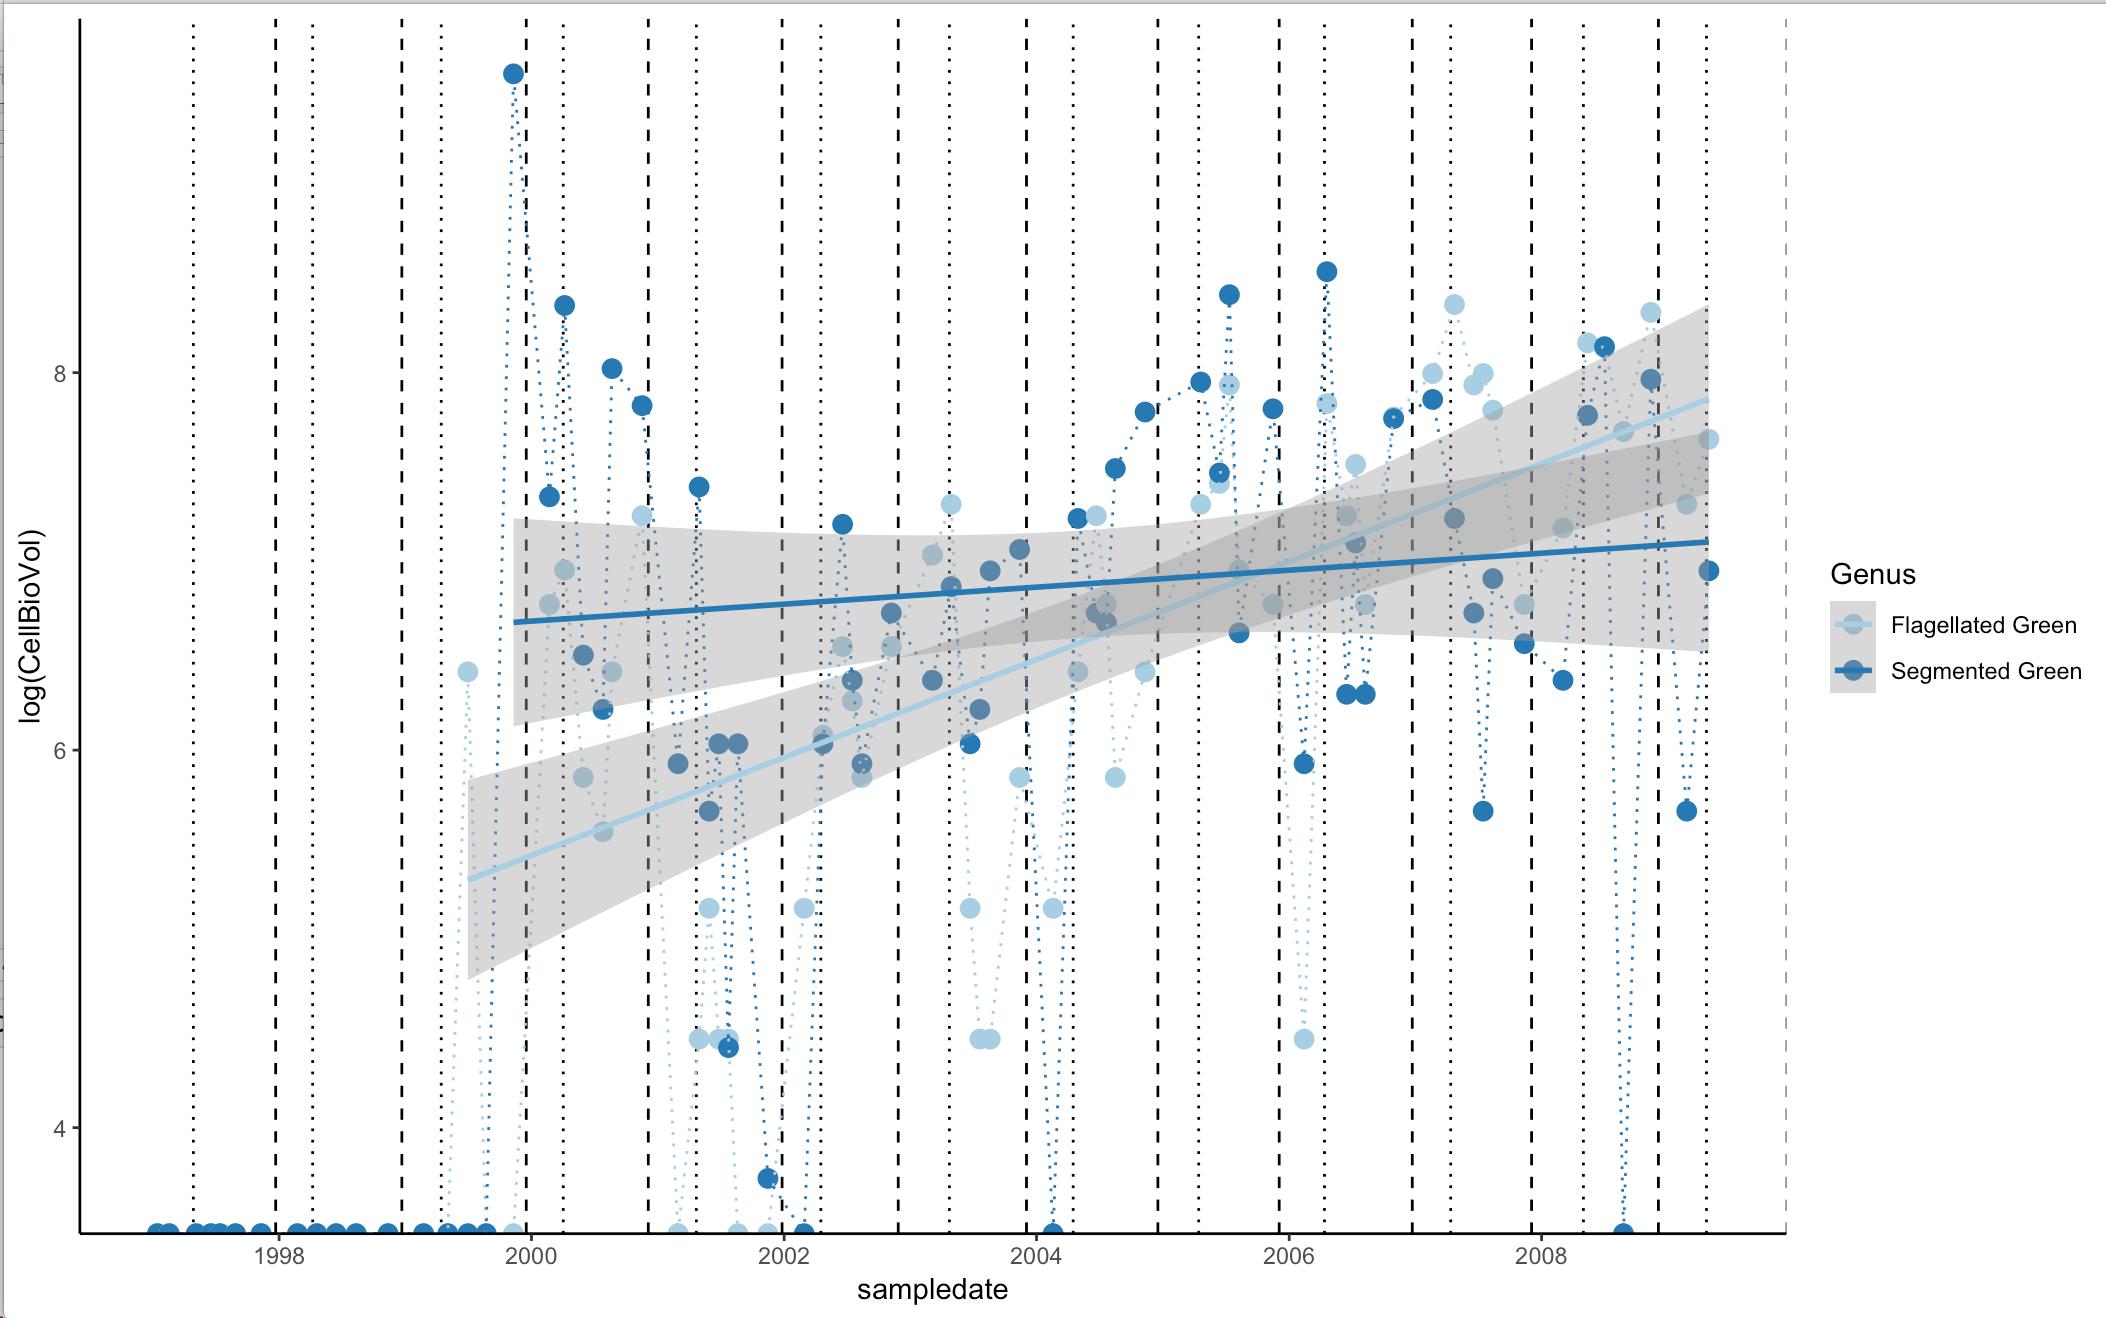 log(CellBioVol)
8
6
4
1998 2000 2002 2004 2006 2008
sampledate
Genus
Flagellated Green
Segmented Green